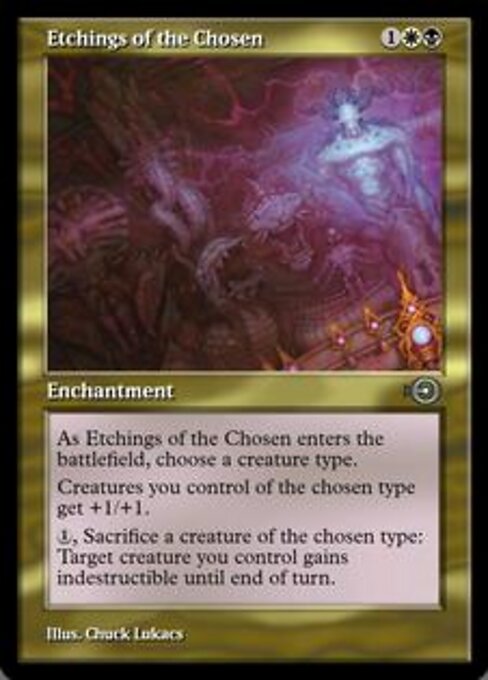 Etchings of the Chosen 1
Enchantment
As Etchings of the Chosen enters the
battlefield, choose a creature type.
Creatures you control of the chosen type
get +1/+1.
1, Sacrifice a creature of the chosen type:
Target creature you control gains
indestructible until end of turn.
Illus. Chuck Lukacs